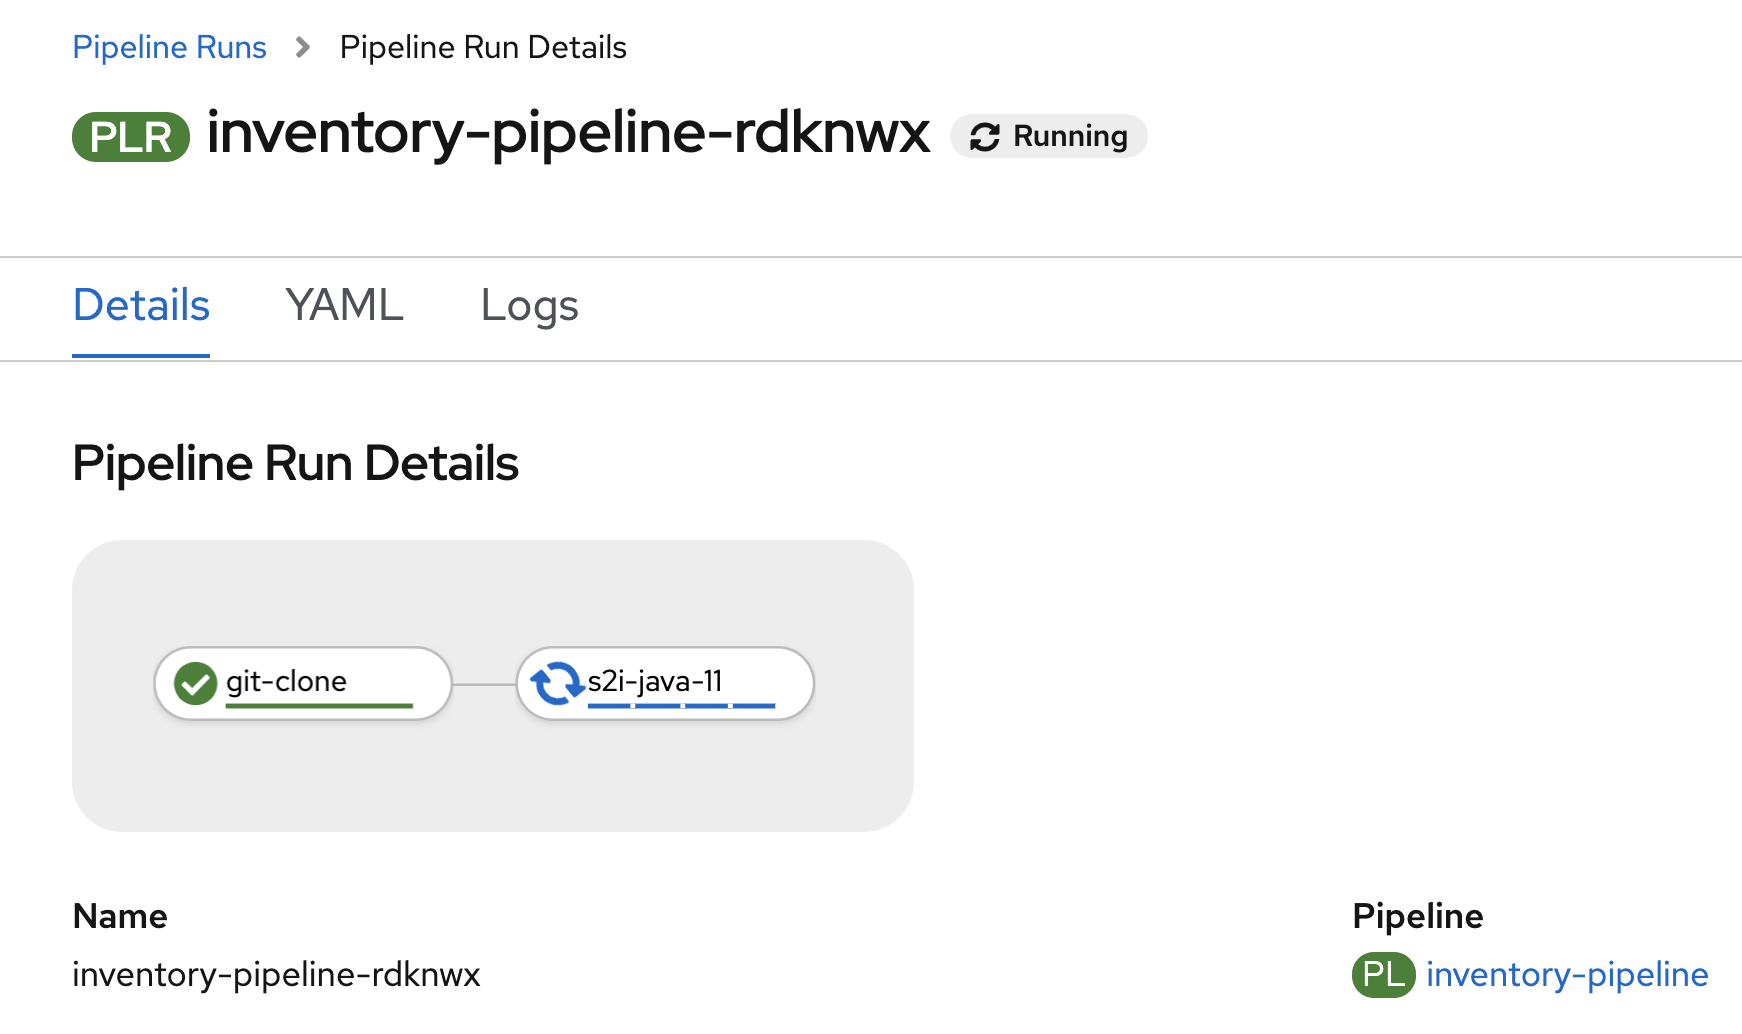 Pipeline Runs > Pipeline Run Details
PLR inventory-pipeline-rdknwx Running
Details YAML Logs
Pipeline Run Details
git-clone s2i-java-11
Name Pipeline
inventory-pipeline-rdknwx PL inventory-pipeline